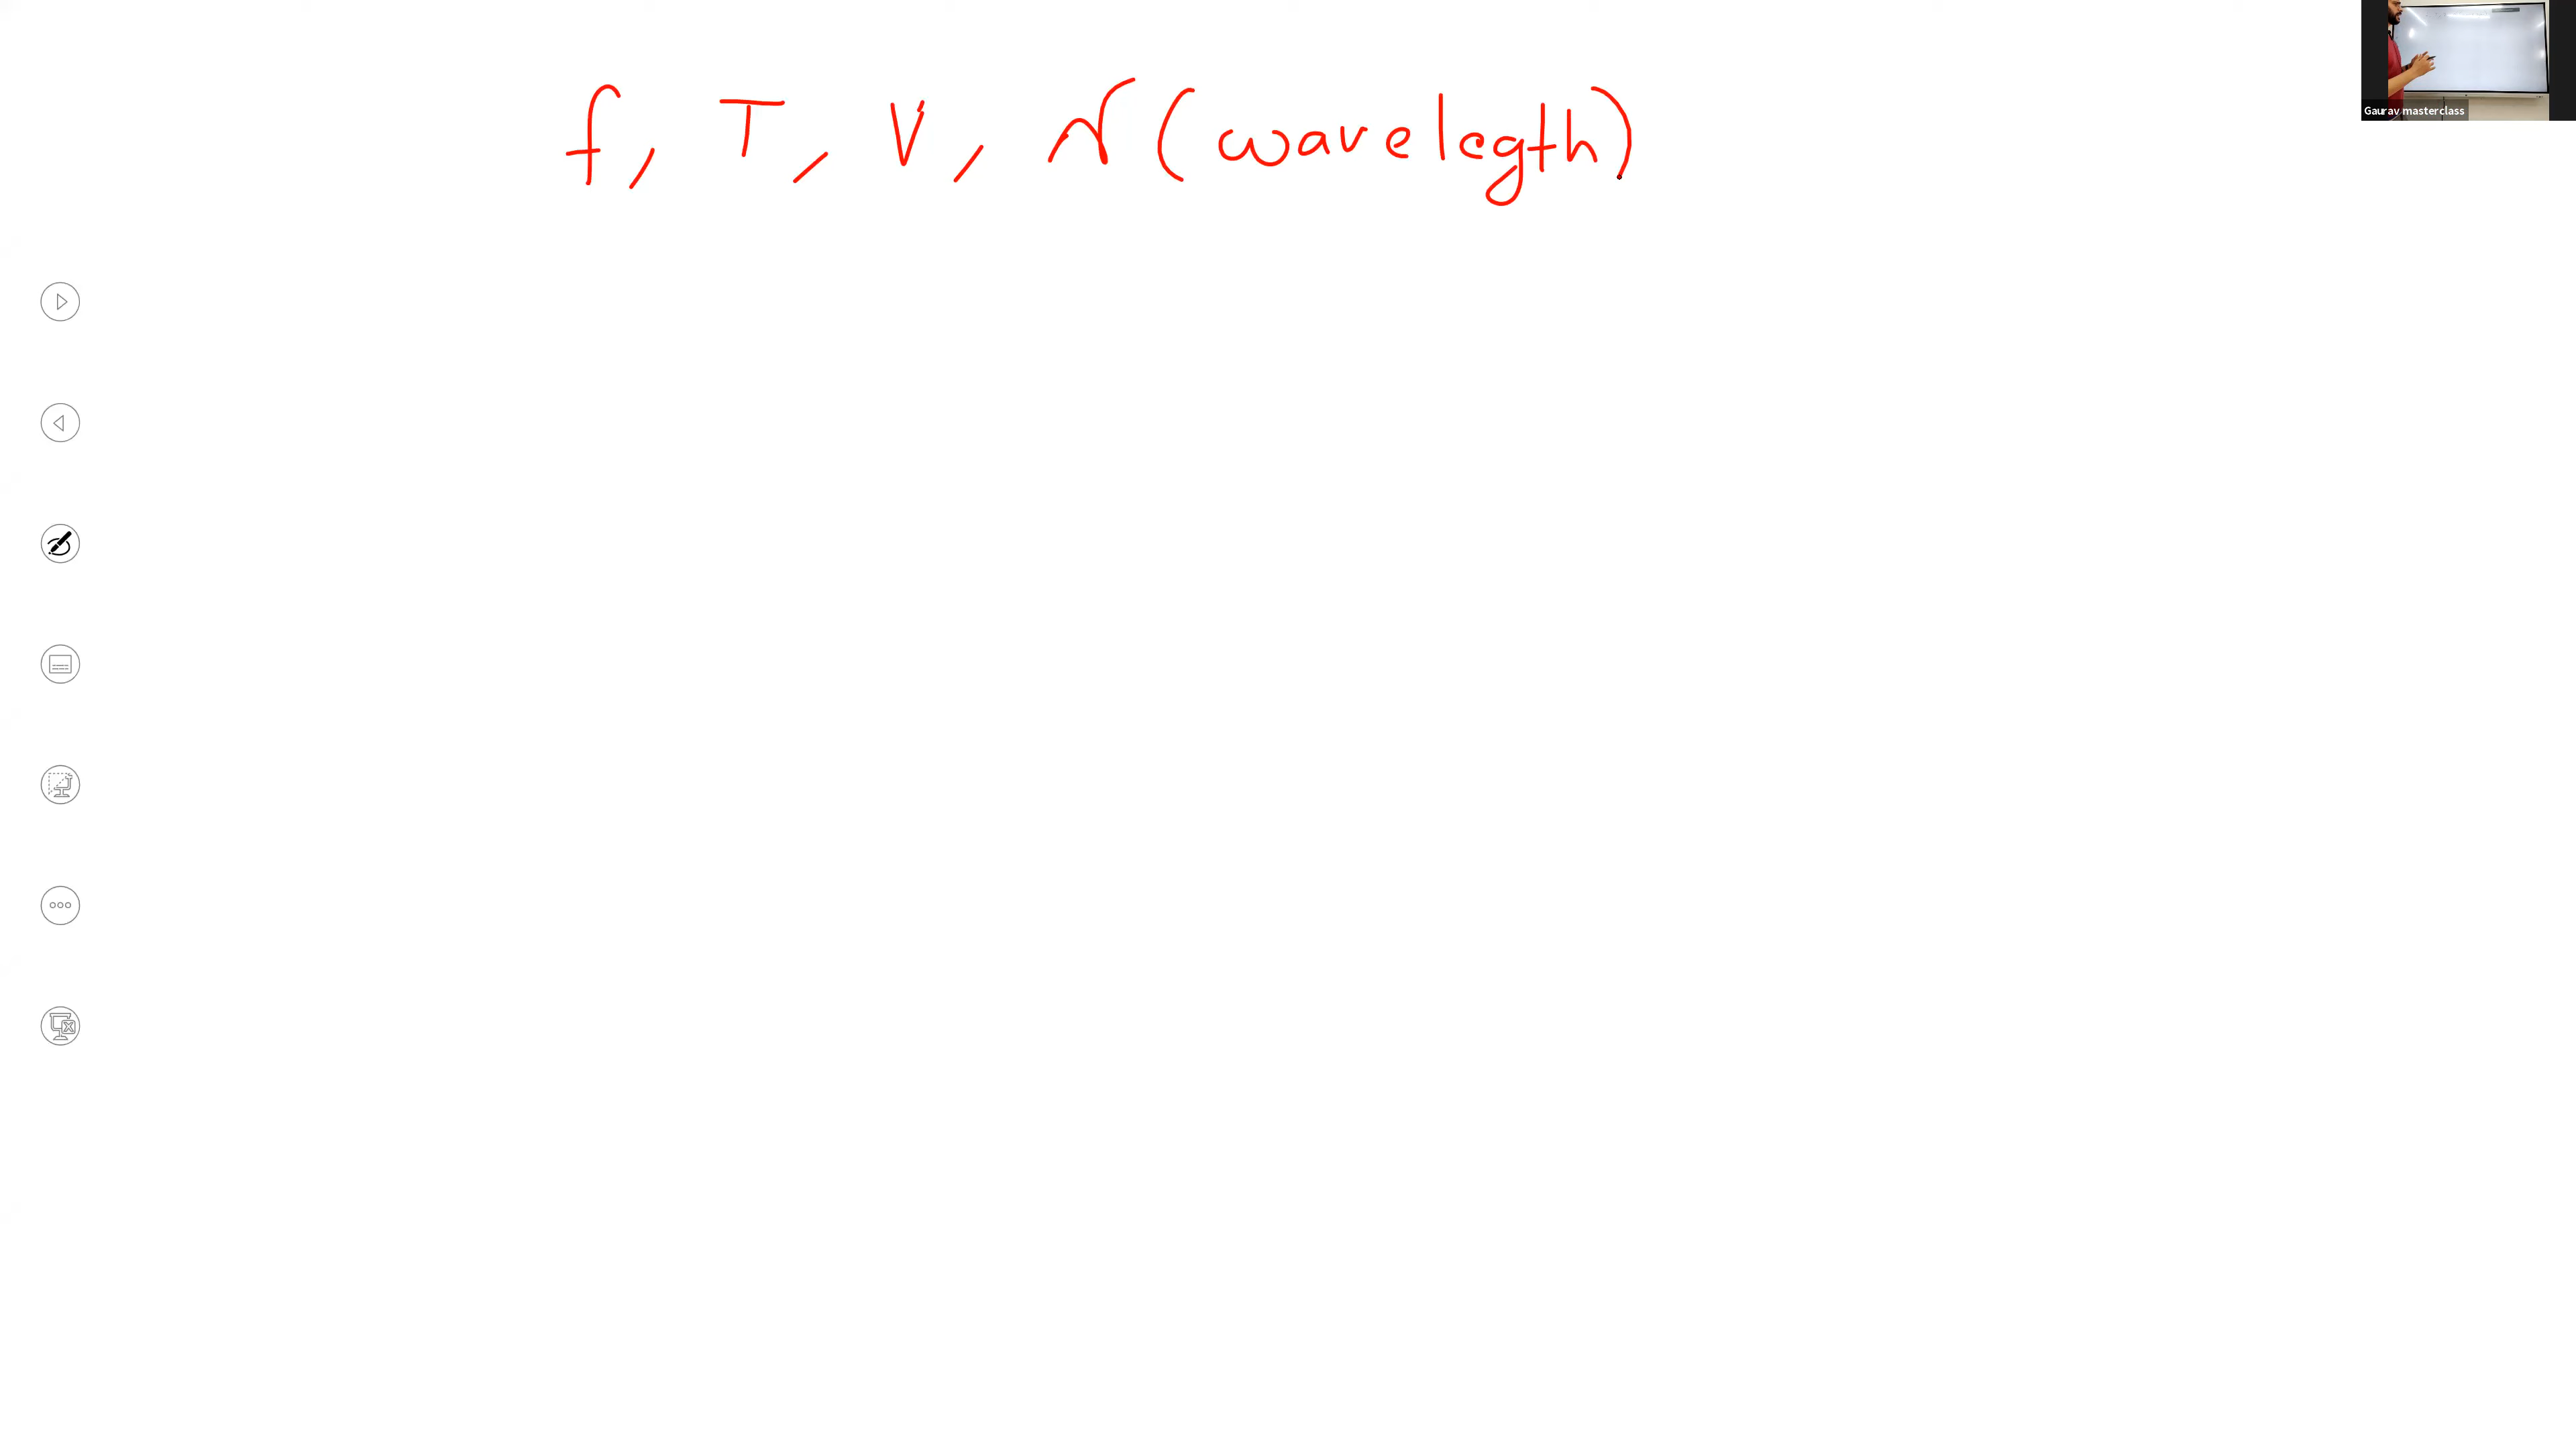 f, T, V, λ (wavelegth)
Gaurav masterclass